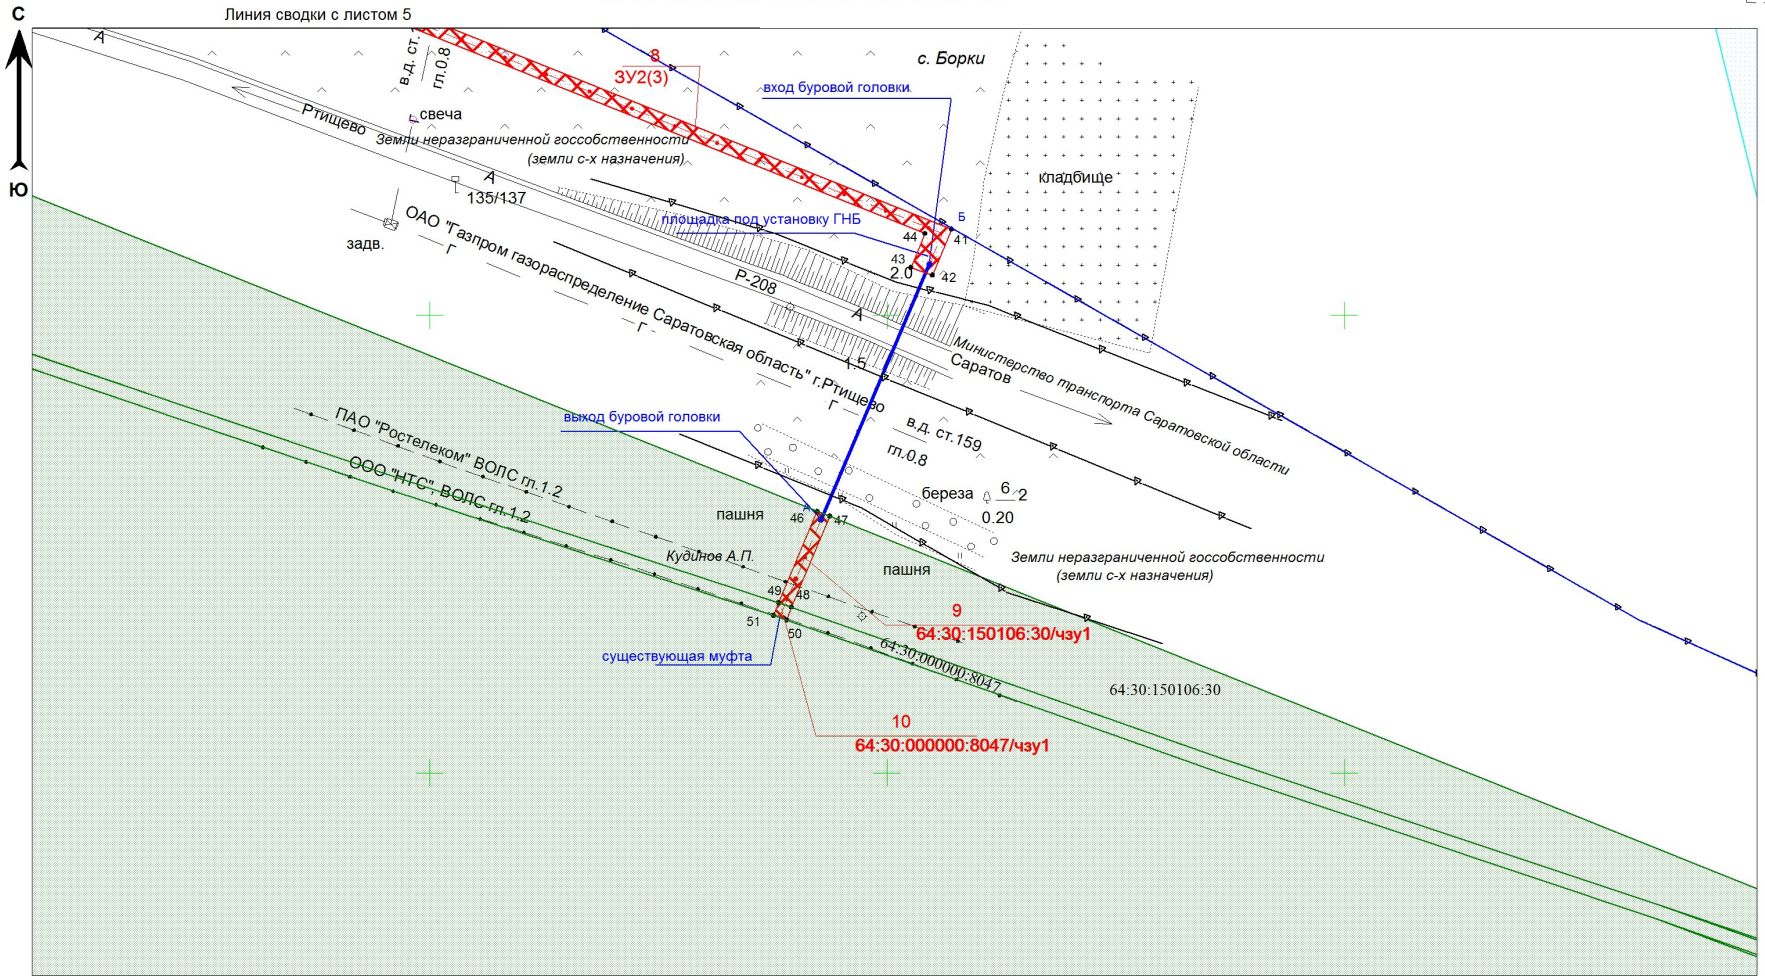 Линия сводки с листом 5
С
Ю
А
в.д. ст.
гл.0.8
8
ЗУ2(3)
с. Борки
вход буровой головки
Ртищево
свеча
Земли неразграниченной госсобственности
(земли с-х назначения)
А
135/137
кладбище
площадка под установку ГНБ
Б
44
41
43
42
2.0
задв.
ОАО "Газпром газораспределение Саратовская область" г.Ртищево
Г
Г
Г
Р-208
А
1.5
Саратов
Министерство транспорта Саратовской области
выход буровой головки
ПАО "Ростелеком" ВОЛС гл.1.2
ООО "НТС", ВОЛС гл.1.2
в.д. ст.159
гл.0.8
береза
6
2
0.20
пашня
А
46
47
Кудинов А.П.
пашня
Земли неразграниченной госсобственности
(земли с-х назначения)
49
48
51
50
9
64:30:150106:30/чзу1
существующая муфта
64:30:000000:8047
64:30:150106:30
10
64:30:000000:8047/чзу1